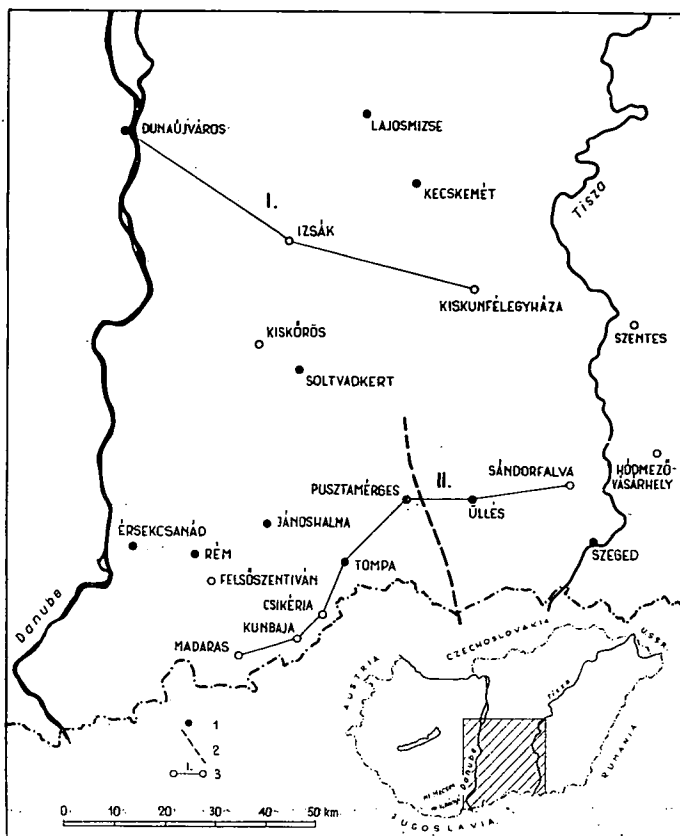 DUNAÚJVÁROS
LAJOSMIZSE
KECSKEMÉT
Tisza
I.
IZSÁK
KISKUNFÉLEGYHÁZA
KISKŐRÖS
SZENTES
SOLTVADKERT
SÁNDORFALVA
HÓDMEZŐ-
VÁSÁRHELY
PUSZTAMÉRGES
II.
ÜLLÉS
JÁNOSHALMA
ÉRSEKCSANÁD
RÉM
SZEGED
TOMPA
FELSŐSZENTIVÁN
CSIKÉRIA
KUNBAJA
MADARAS
Danube
1
2
I.
3
0 10 20 30 40 50 km
CZECHOSLOVAKIA
USSR
AUSTRIA
Tisza
Danube
RUMANIA
JUGOSLAVIA